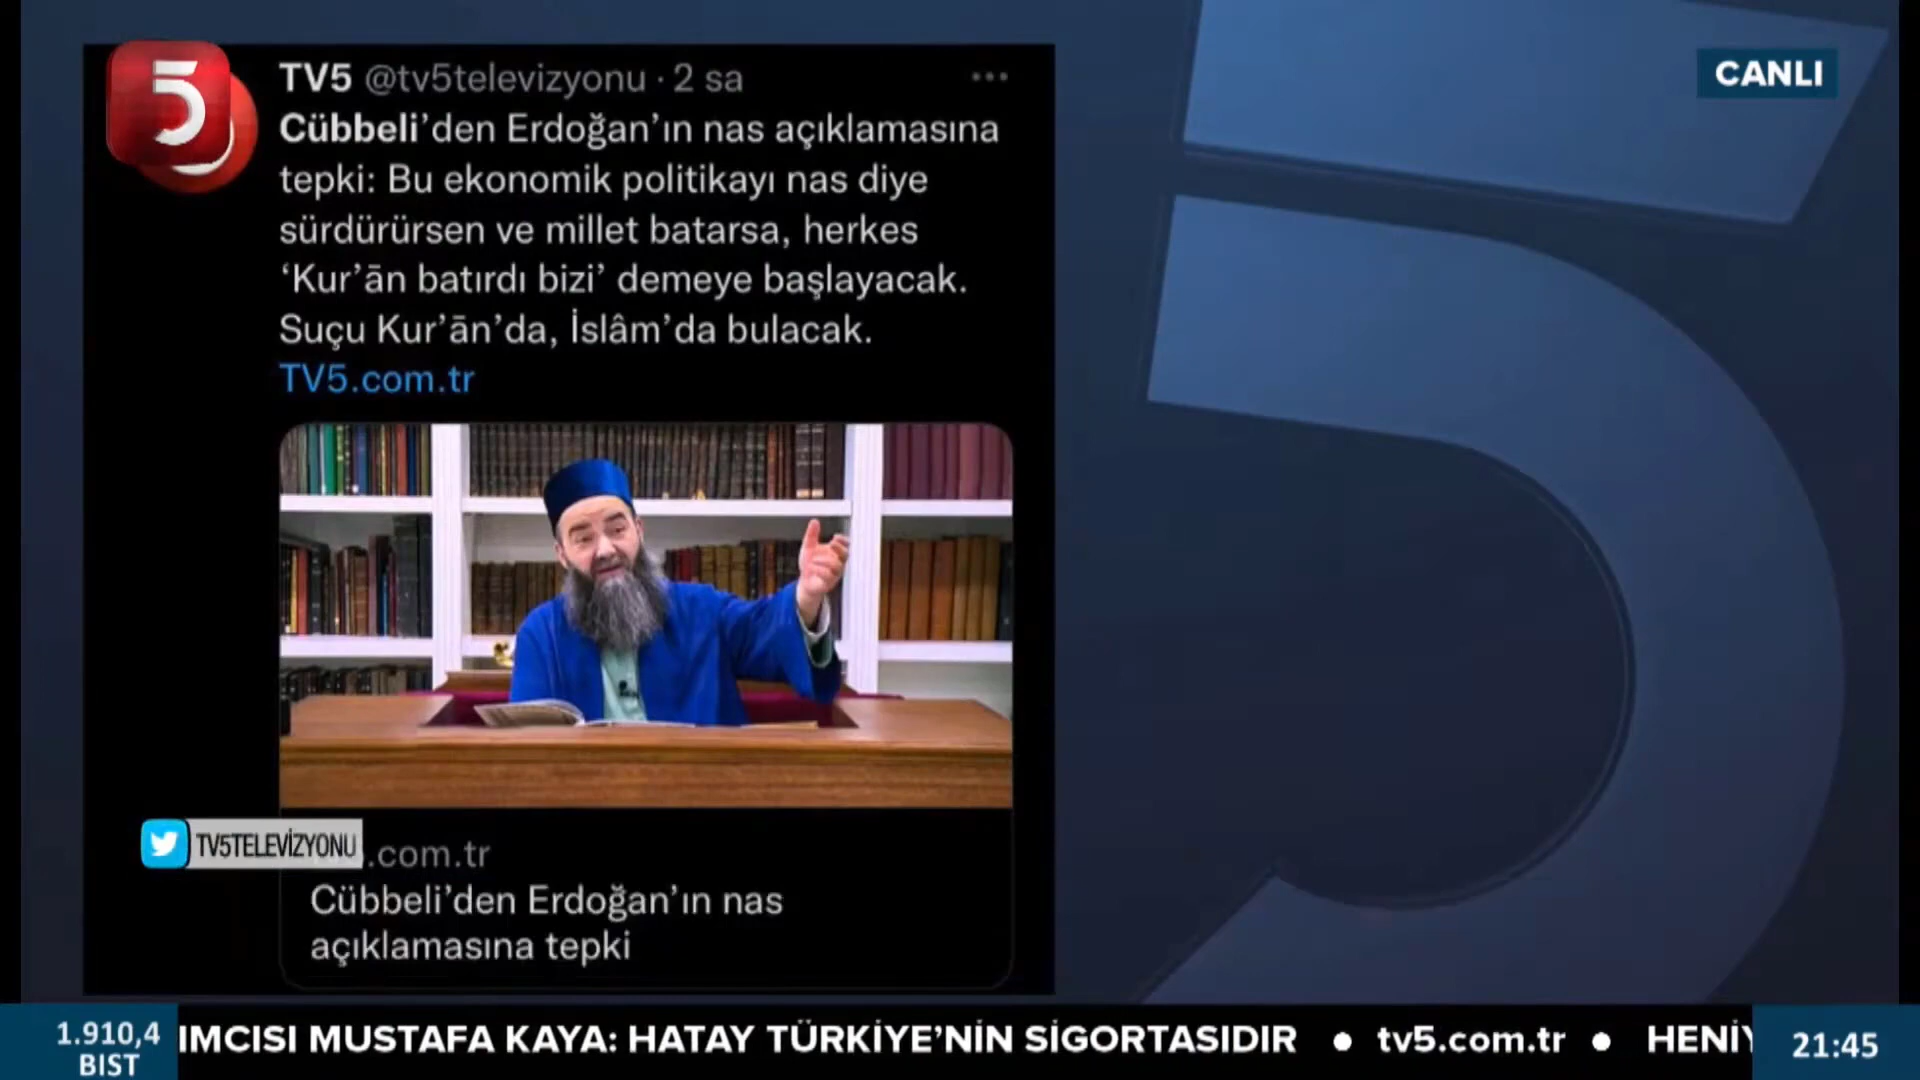 5
TV5 @tv5televizyonu · 2 sa
CANLI
Cübbeli’den Erdoğan’ın nas açıklamasına
tepki: Bu ekonomik politikayı nas diye
sürdürürsen ve millet batarsa, herkes
‘Kur’ān batırdı bizi’ demeye başlayacak.
Suçu Kur’ān’da, İslâm’da bulacak.
TV5.com.tr
TV5TELEVİZYONU
.com.tr
Cübbeli’den Erdoğan’ın nas
açıklamasına tepki
1.910,4
BIST
IMCISI MUSTAFA KAYA: HATAY TÜRKİYE’NİN SİGORTASIDIR • tv5.com.tr •
21:45